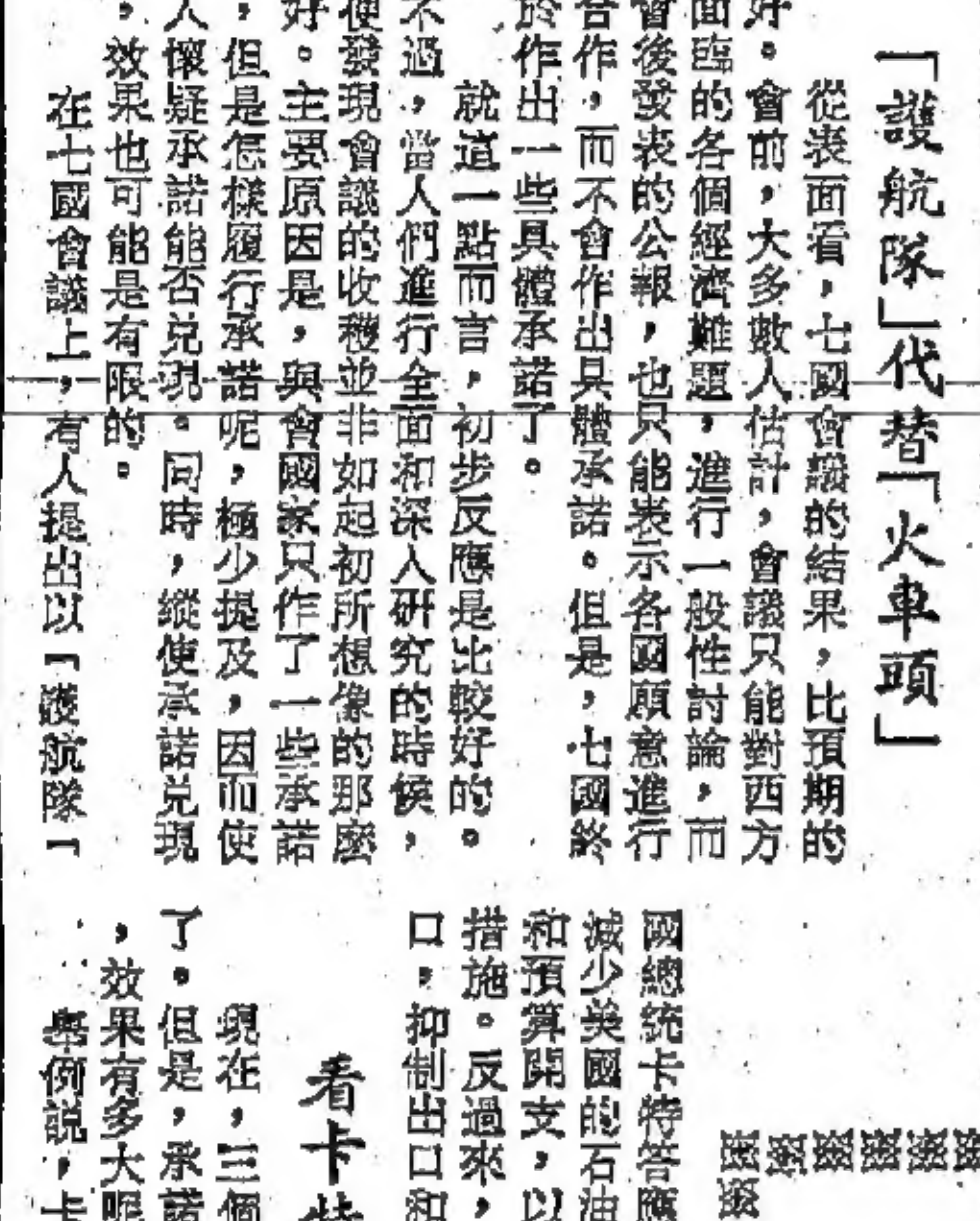 「護航隊」代替「火車頭」
從表面看，七國會議的結果，比預期的
好。會前，大多數人估計，會議只能對西方
面臨的各個經濟難題，進行一般性討論，而
會後發表的公報，也只能表示各國願意進行
合作，而不會作出具體承諾。但是，七國終
於作出一些具體承諾了。
就這一點而言，初步反應是比較好的。
不過，當人們進行全面和深入研究的時候，
便發現會議的收穫並非如起初所想像的那麼
好。主要原因是，與會國家只作了一些承諾
，但是怎樣履行承諾呢，極少提及，因而使
人懷疑承諾能否兌現。同時，縱使承諾兌現
，效果也可能是有限的。
在七國會議上，有人提出以「護航隊」
國總統卡特答應
減少美國的石油
和預算開支，以
措施。反過來，
口，抑制出口和
看卡特
現在，三個
了。但是，承諾
，效果有多大呢
舉例說，卡